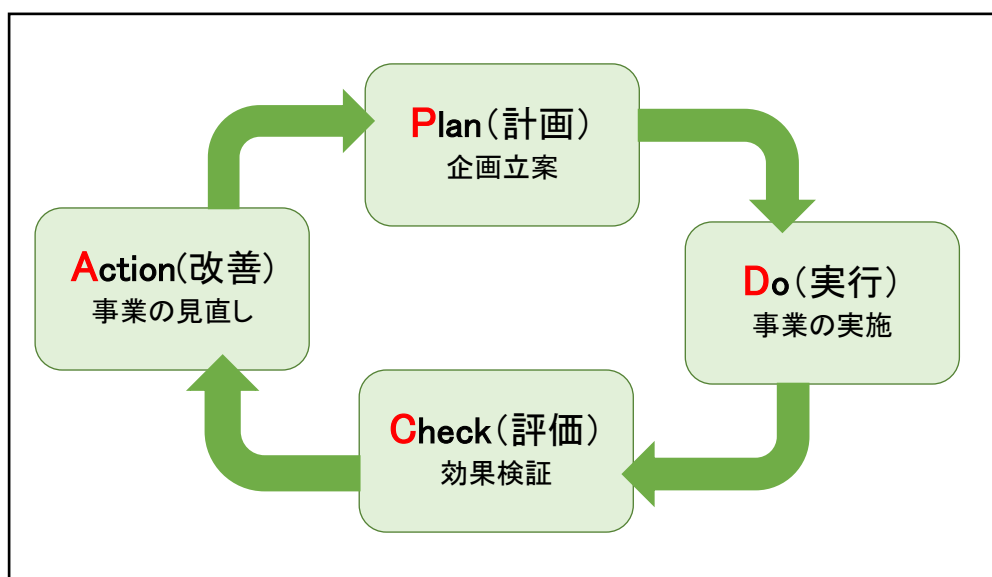 Plan(計画)
企画立案
Do(実行)
事業の実施
Check(評価)
効果検証
Action(改善)
事業の見直し